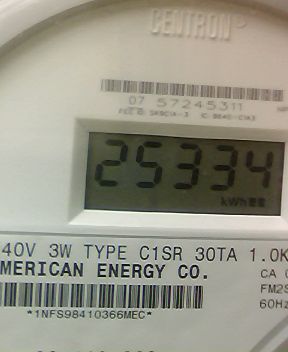 CENTRON®
07 57245311
25334
kWh
40V 3W TYPE C1SR 30TA 1.0K
MERICAN ENERGY CO.
CA
FM2S
60Hz
*1NFS98410366MEC*